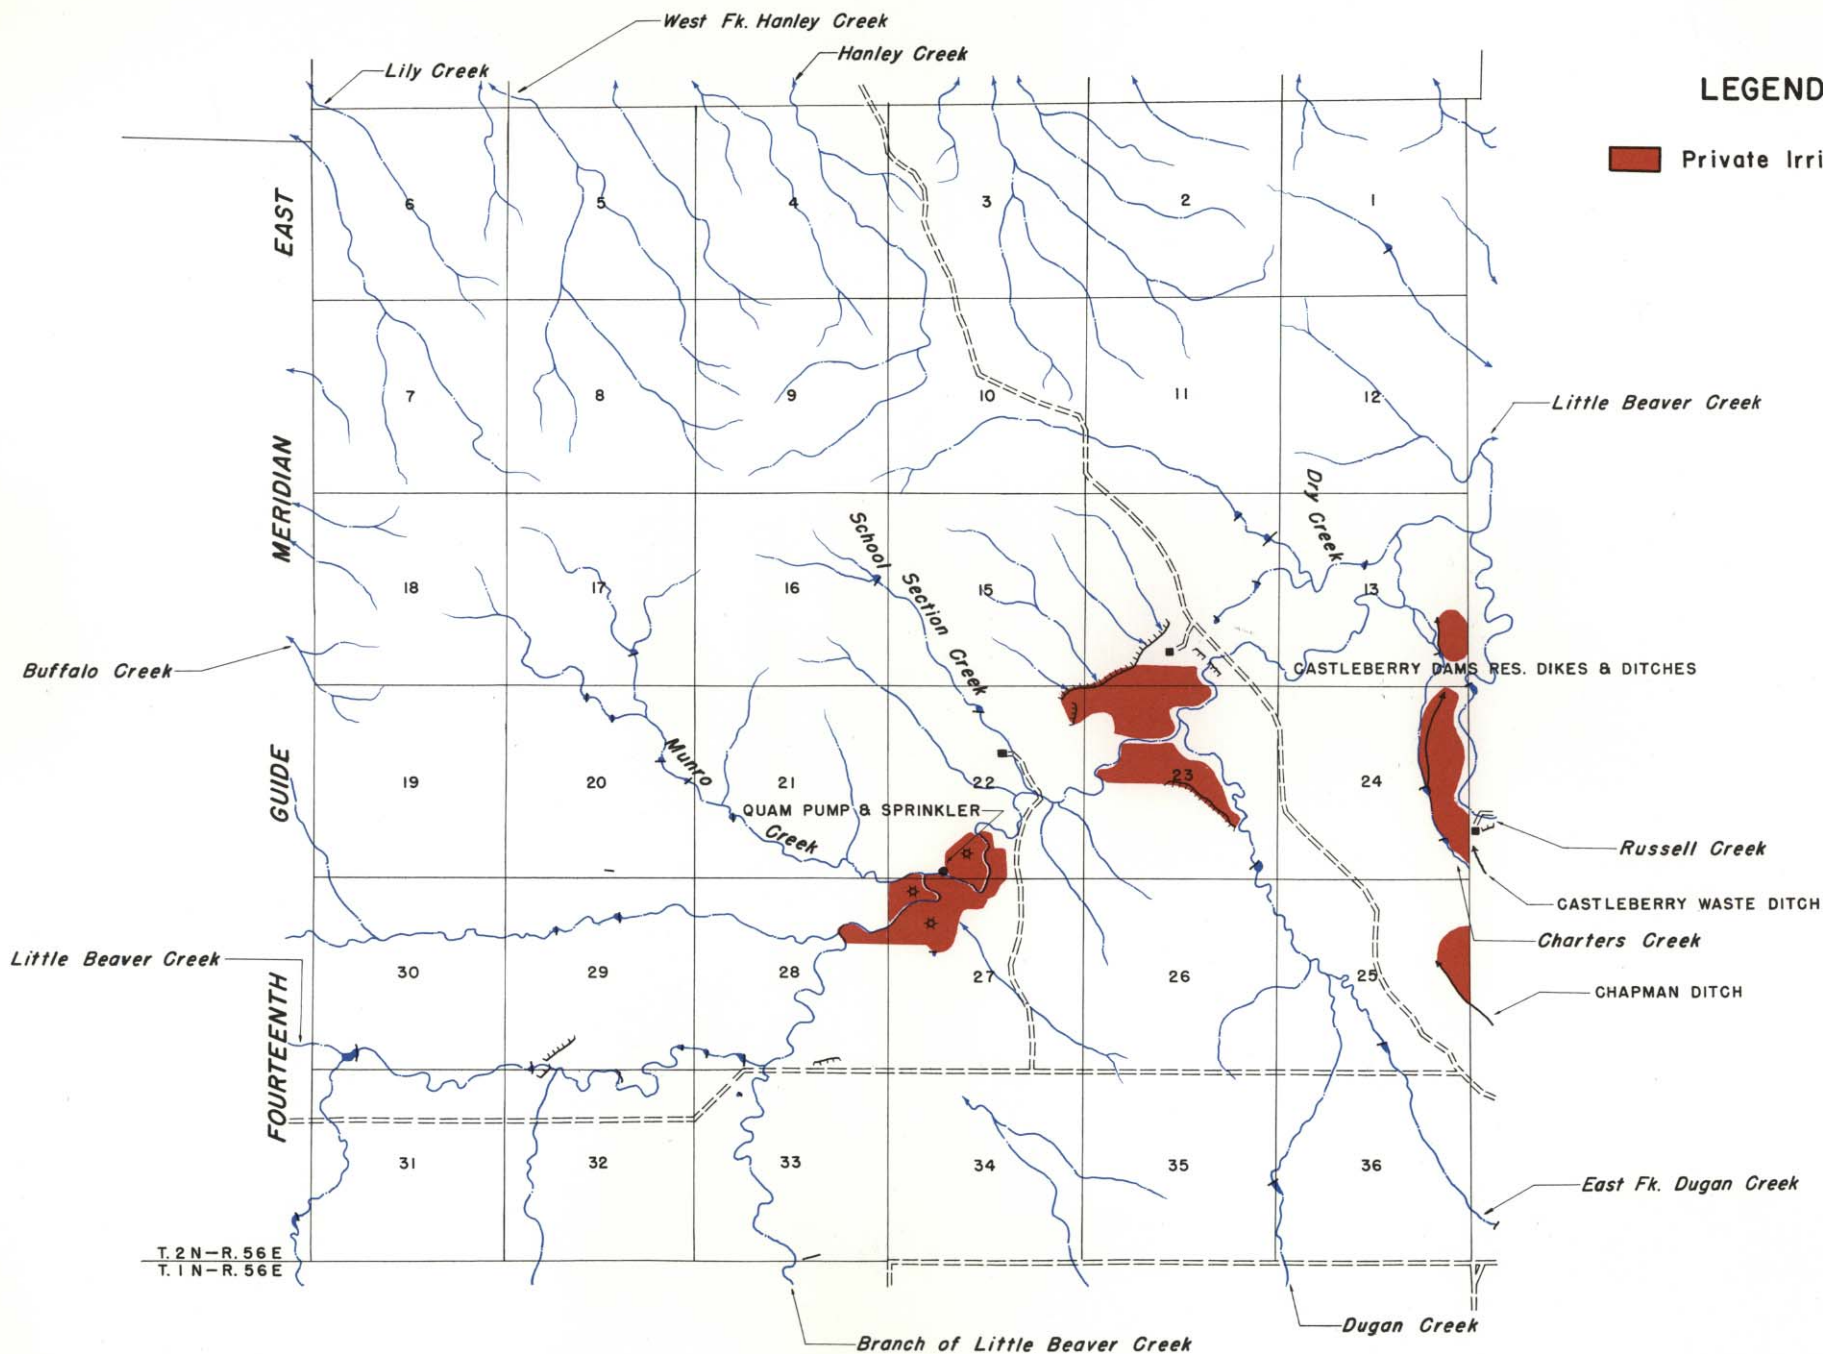 West Fk. Hanley Creek
Hanley Creek
Lily Creek
LEGEND
Private Irri
EAST
6
5
4
3
2
1
7
8
9
10
11
12
Little Beaver Creek
MERIDIAN
Dry Creek
School Section Creek
18
17
16
15
13
Buffalo Creek
CASTLEBERRY DAMS RES. DIKES & DITCHES
GUIDE
Munro Creek
19
20
21
22
23
24
QUAM PUMP & SPRINKLER
Russell Creek
CASTLEBERRY WASTE DITCH
Charters Creek
Little Beaver Creek
30
29
28
27
26
25
CHAPMAN DITCH
FOURTEENTH
31
32
33
34
35
36
East Fk. Dugan Creek
T. 2 N-R. 56 E
T. 1 N-R. 56 E
Dugan Creek
Branch of Little Beaver Creek